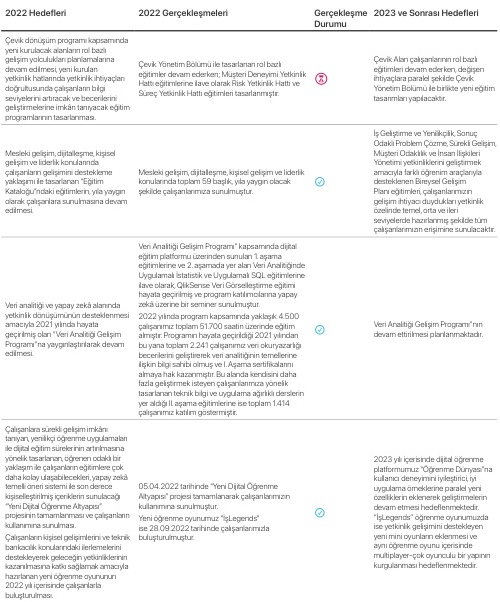 2022 Hedefleri
2022 Gerçekleşmeleri
Gerçekleşme
Durumu
2023 ve Sonrası Hedefleri
Çevik dönüşüm programı kapsamında
yeni kurulacak alanların rol bazlı
gelişim yolculukları planlamalarına
devam edilmesi, yeni kurulan
yetkinlik hatlarında yetkinlik ihtiyaçları
doğrultusunda çalışanların bilgi
seviyelerini artıracak ve becerilerini
geliştirmelerine imkân tanıyacak eğitim
programlarının tasarlanması.
Çevik Yönetim Bölümü ile tasarlanan rol bazlı
eğitimler devam ederken; Müşteri Deneyimi Yetkinlik
Hattı eğitimlerine ilave olarak Risk Yetkinlik Hattı ve
Süreç Yetkinlik Hattı eğitimleri tasarlanmıştır.
Çevik Alan çalışanlarının rol bazlı
eğitimleri devam ederken, değişen
ihtiyaçlara paralel şekilde Çevik
Yönetim Bölümü ile birlikte yeni eğitim
tasarımları yapılacaktır.
Mesleki gelişim, dijitalleşme, kişisel
gelişim ve liderlik konularında
çalışanların gelişimini destekleme
yaklaşımı ile tasarlanan "Eğitim
Kataloğu"ndaki eğitimlerin, yıla yaygın
olarak çalışanlara sunulmasına devam
edilmesi.
Mesleki gelişim, dijitalleşme, kişisel gelişim ve liderlik
konularında toplam 59 başlık, yıla yaygın olacak
şekilde çalışanlarımıza sunulmuştur.
İş Geliştirme ve Yenilikçilik, Sonuç
Odaklı Problem Çözme, Sürekli Gelişim,
Müşteri Odaklılık ve İnsan İlişkileri
Yönetimi yetkinliklerini geliştirmek
amacıyla farklı öğrenim araçlarıyla
desteklenen Bireysel Gelişim
Planı eğitimleri, çalışanlarımızın
gelişim ihtiyacı duydukları yetkinlik
özelinde temel, orta ve ileri
seviyelerde hazırlanmış şekilde tüm
çalışanlarımızın erişimine sunulacaktır.
Veri analitiği ve yapay zekâ alanında
yetkinlik dönüşümünün desteklenmesi
amacıyla 2021 yılında hayata
geçirilmiş olan "Veri Analitiği Gelişim
Programı"na yaygınlaştırılarak devam
edilmesi.
Veri Analitiği Gelişim Programı" kapsamında dijital
eğitim platformu üzerinden sunulan 1. aşama
eğitimlerine ve 2. aşamada yer alan Veri Analitiğinde
Uygulamalı İstatistik ve Uygulamalı SQL eğitimlerine
ilave olarak, QlikSense Veri Görselleştirme eğitimi
hayata geçirilmiş ve program katılımcılarına yapay
zekâ üzerine bir seminer sunulmuştur.
2022 yılında program kapsamında yaklaşık 4.500
çalışanımız toplam 51.700 saatin üzerinde eğitim
almıştır. Programın hayata geçirildiği 2021 yılından
bu yana toplam 2.241 çalışanımız veri okuryazarlığı
becerilerini geliştirerek veri analitiğinin temellerine
ilişkin bilgi sahibi olmuş ve I. Aşama sertifikalarını
almaya hak kazanmıştır. Bu alanda kendisini daha
fazla geliştirmek isteyen çalışanlarımıza yönelik
tasarlanan teknik bilgi ve uygulama ağırlıklı derslerin
yer aldığı II. aşama eğitimlerine ise toplam 1.414
çalışanımız katılım göstermiştir.
Veri Analitiği Gelişim Programı"nın
devam ettirilmesi planlanmaktadır.
Çalışanlara sürekli gelişim imkânı
tanıyan, yenilikçi öğrenme uygulamaları
ile dijital eğitim sürelerinin artırılmasına
yönelik tasarlanan, öğrenen odaklı bir
yaklaşım ile çalışanların eğitimlere çok
daha kolay ulaşabilecekleri, yapay zekâ
temelli öneri sistemi ile son derece
kişiselleştirilmiş içeriklerin sunulacağı
"Yeni Dijital Öğrenme Altyapısı"
projesinin tamamlanması ve çalışanların
kullanımına sunulması.
Çalışanların kişisel gelişimlerini ve teknik
bankacılık konularındaki ilerlemelerini
destekleyerek geleceğin yetkinliklerinin
kazanılmasına katkı sağlamak amacıyla
hazırlanan yeni öğrenme oyununun
2022 yılı içerisinde çalışanlarla
buluşturulması.
05.04.2022 tarihinde "Yeni Dijital Öğrenme
Altyapısı" projesi tamamlanarak çalışanlarımızın
kullanımına sunulmuştur.
Yeni öğrenme oyunumuz "İşLegends"
ise 28.09.2022 tarihinde çalışanlarımızla
buluşturulmuştur.
2023 yılı içerisinde dijital öğrenme
platformumuz "Öğrenme Dünyası"na
kullanıcı deneyimini iyileştirici, iyi
uygulama örneklerine paralel yeni
özelliklerin eklenerek geliştirmelerin
devam etmesi hedeflenmektedir.
"İşLegends" öğrenme oyunumuzda
ise yetkinlik gelişimini destekleyen
yeni mini oyunların eklenmesi ve
aynı öğrenme oyunu içerisinde
multiplayer-çok oyunculu bir yapının
kurgulanması hedeflenmektedir.